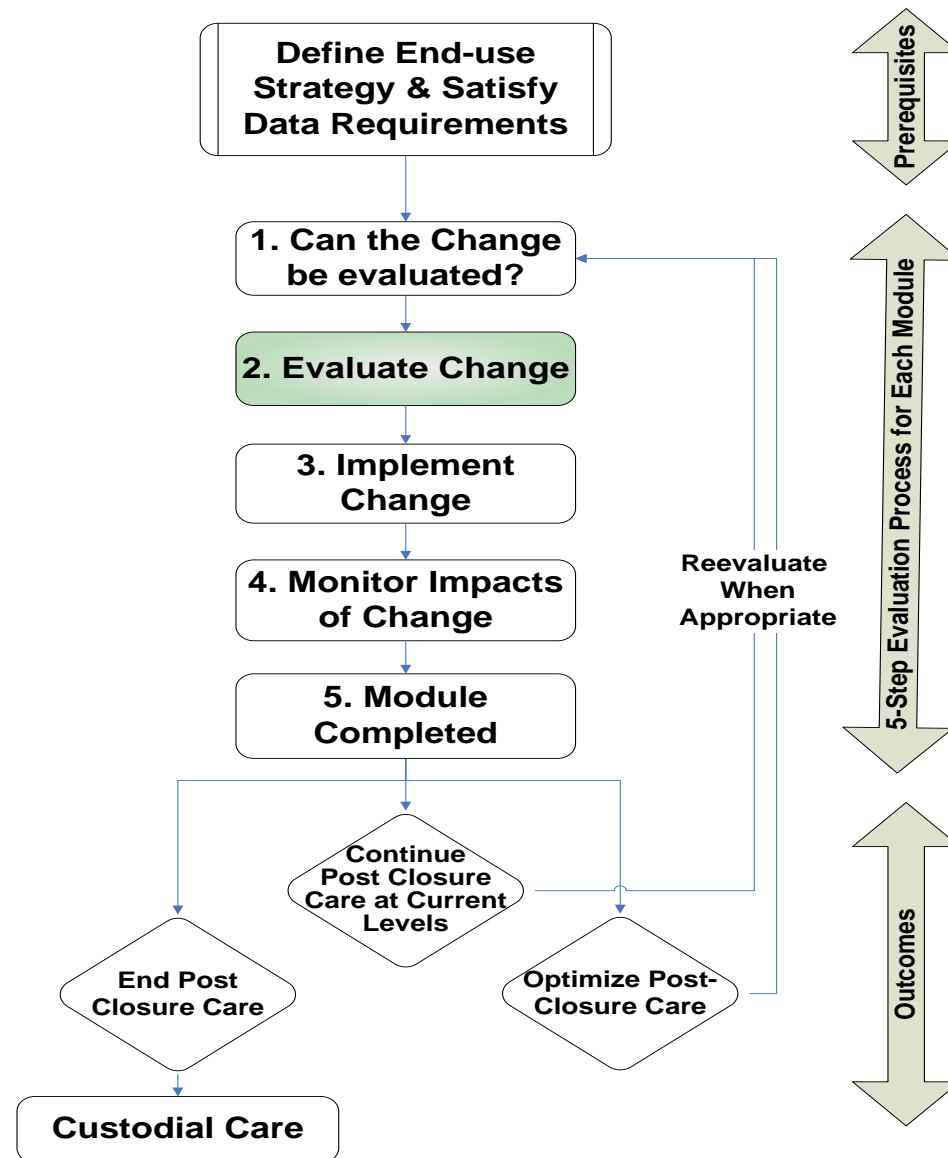 Define End-use
Strategy & Satisfy
Data Requirements
Prerequisites
1. Can the Change
be evaluated?
2. Evaluate Change
3. Implement
Change
4. Monitor Impacts
of Change
5. Module
Completed
Reevaluate
When
Appropriate
5-Step Evaluation Process for Each Module
Continue
Post Closure
Care at Current
Levels
End Post
Closure Care
Optimize Post-
Closure Care
Outcomes
Custodial Care